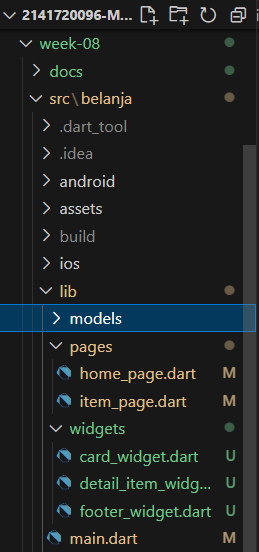 2141720096-M...
week-08
docs
src\belanja
.dart_tool
.idea
android
assets
build
ios
lib
models
pages
home_page.dart M
item_page.dart M
widgets
card_widget.dart U
detail_item_widg... U
footer_widget.dart U
main.dart M